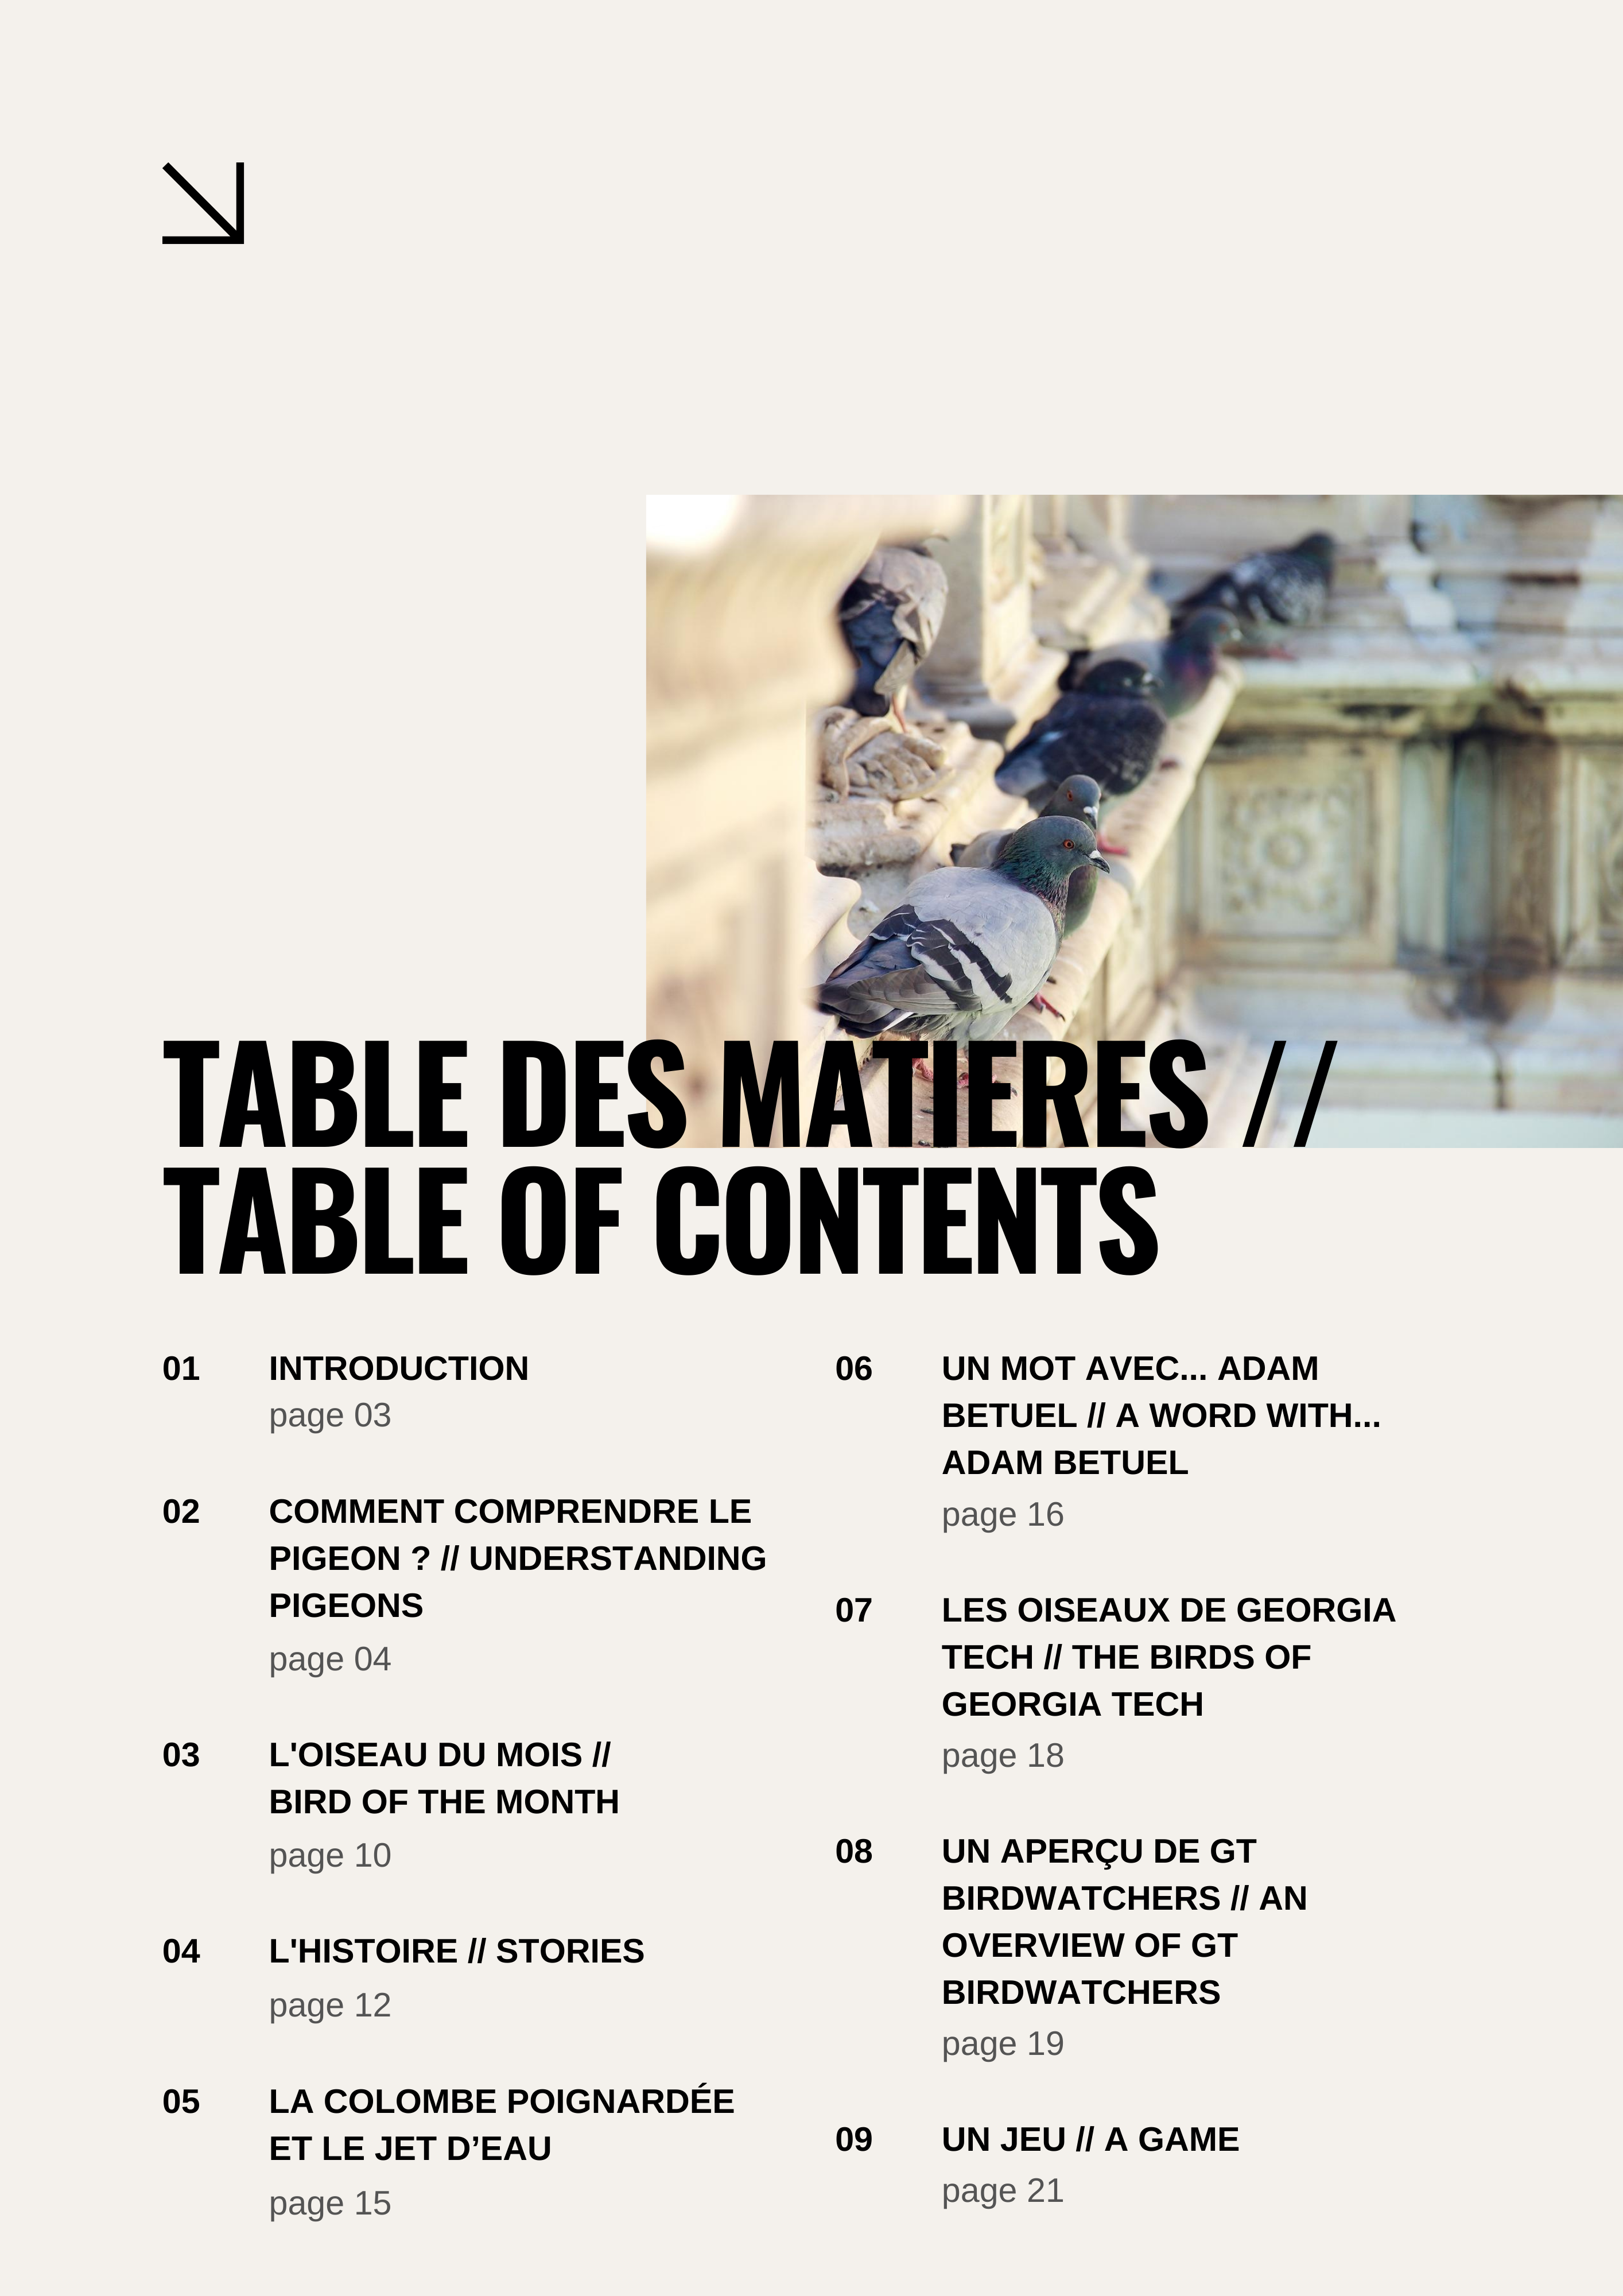 TABLE DES MATIERES //
TABLE OF CONTENTS
01
INTRODUCTION
page 03
02
COMMENT COMPRENDRE LE
PIGEON ? // UNDERSTANDING
PIGEONS
page 04
03
L'OISEAU DU MOIS //
BIRD OF THE MONTH
page 10
04
L'HISTOIRE // STORIES
page 12
05
LA COLOMBE POIGNARDÉE
ET LE JET D’EAU
page 15
06
UN MOT AVEC... ADAM
BETUEL // A WORD WITH...
ADAM BETUEL
page 16
07
LES OISEAUX DE GEORGIA
TECH // THE BIRDS OF
GEORGIA TECH
page 18
08
UN APERÇU DE GT
BIRDWATCHERS // AN
OVERVIEW OF GT
BIRDWATCHERS
page 19
09
UN JEU // A GAME
page 21